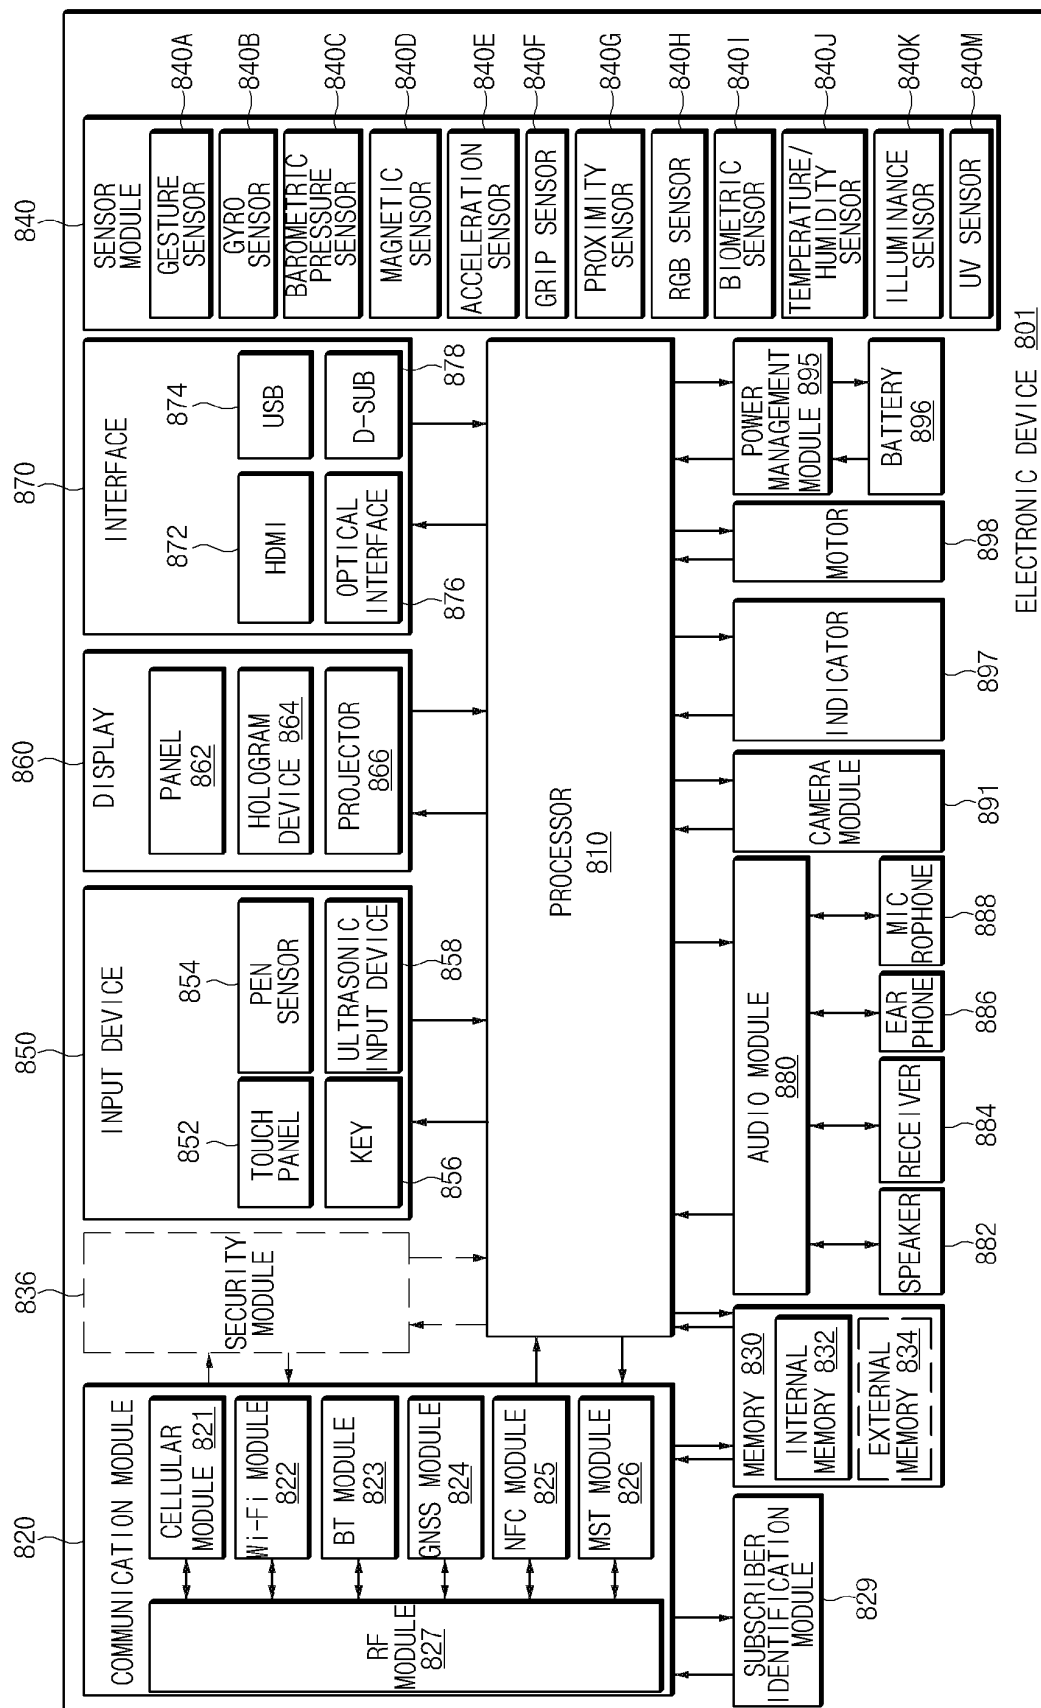 820
COMMUNICATION MODULE
CELLULAR
MODULE 821
Wi-Fi MODULE
822
BT MODULE
823
GNSS MODULE
824
NFC MODULE
825
MST MODULE
826
RF
MODULE
827
836
SECURITY
MODULE
850
INPUT DEVICE
852
TOUCH
PANEL
854
PEN
SENSOR
KEY
856
ULTRASONIC
INPUT DEVICE
858
860
DISPLAY
PANEL
862
HOLOGRAM
DEVICE 864
PROJECTOR
866
870
INTERFACE
872
HDMI
874
USB
OPTICAL
INTERFACE
876
D-SUB
878
840
SENSOR
MODULE
GESTURE
SENSOR
840A
GYRO
SENSOR
840B
BAROMETRIC
PRESSURE
SENSOR
840C
MAGNETIC
SENSOR
840D
ACCELERATION
SENSOR
840E
GRIP SENSOR
840F
PROXIMITY
SENSOR
840G
RGB SENSOR
840H
BIOMETRIC
SENSOR
840I
TEMPERATURE/
HUMIDITY
SENSOR
840J
ILLUMINANCE
SENSOR
840K
UV SENSOR
840M
PROCESSOR
810
SUBSCRIBER
IDENTIFICATION
MODULE
829
MEMORY 830
INTERNAL
MEMORY 832
EXTERNAL
MEMORY 834
AUDIO MODULE
880
SPEAKER
882
RECEIVER
884
EAR
PHONE
886
MIC
ROPHONE
888
CAMERA
MODULE
891
INDICATOR
897
MOTOR
898
POWER
MANAGEMENT
MODULE 895
BATTERY
896
ELECTRONIC DEVICE 801